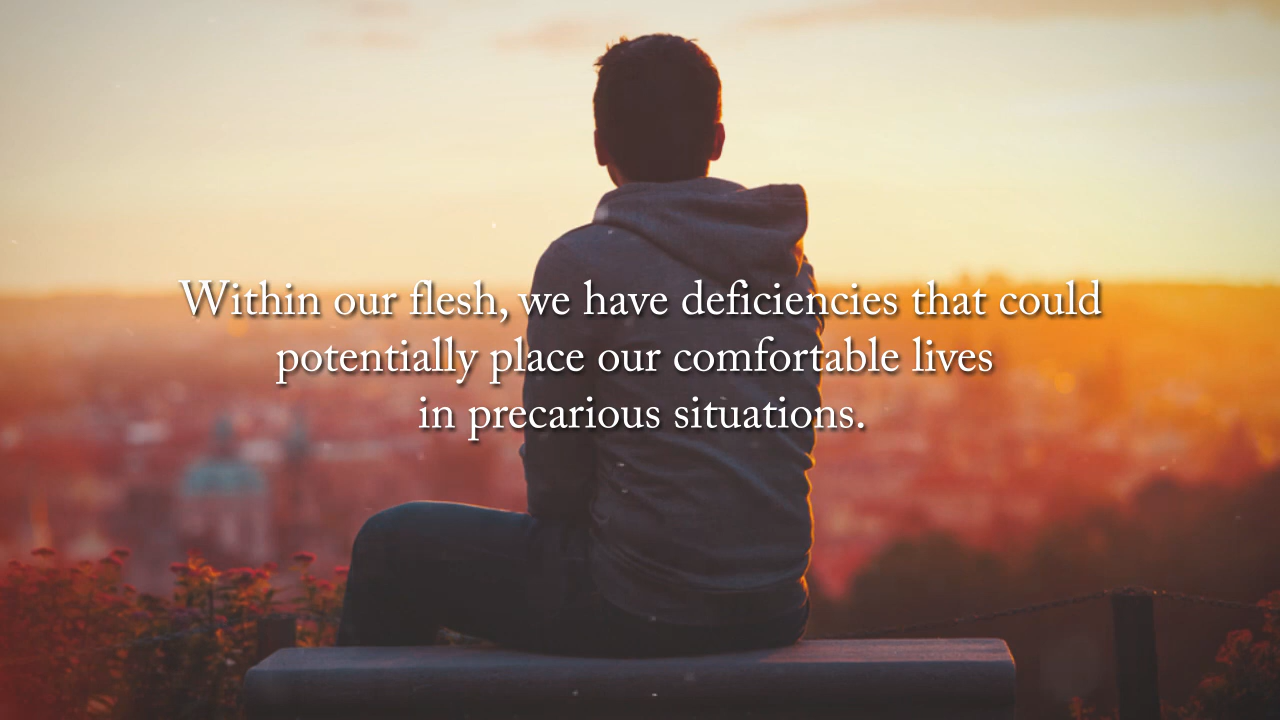 Within our flesh, we have deficiencies that could
potentially place our comfortable lives
in precarious situations.